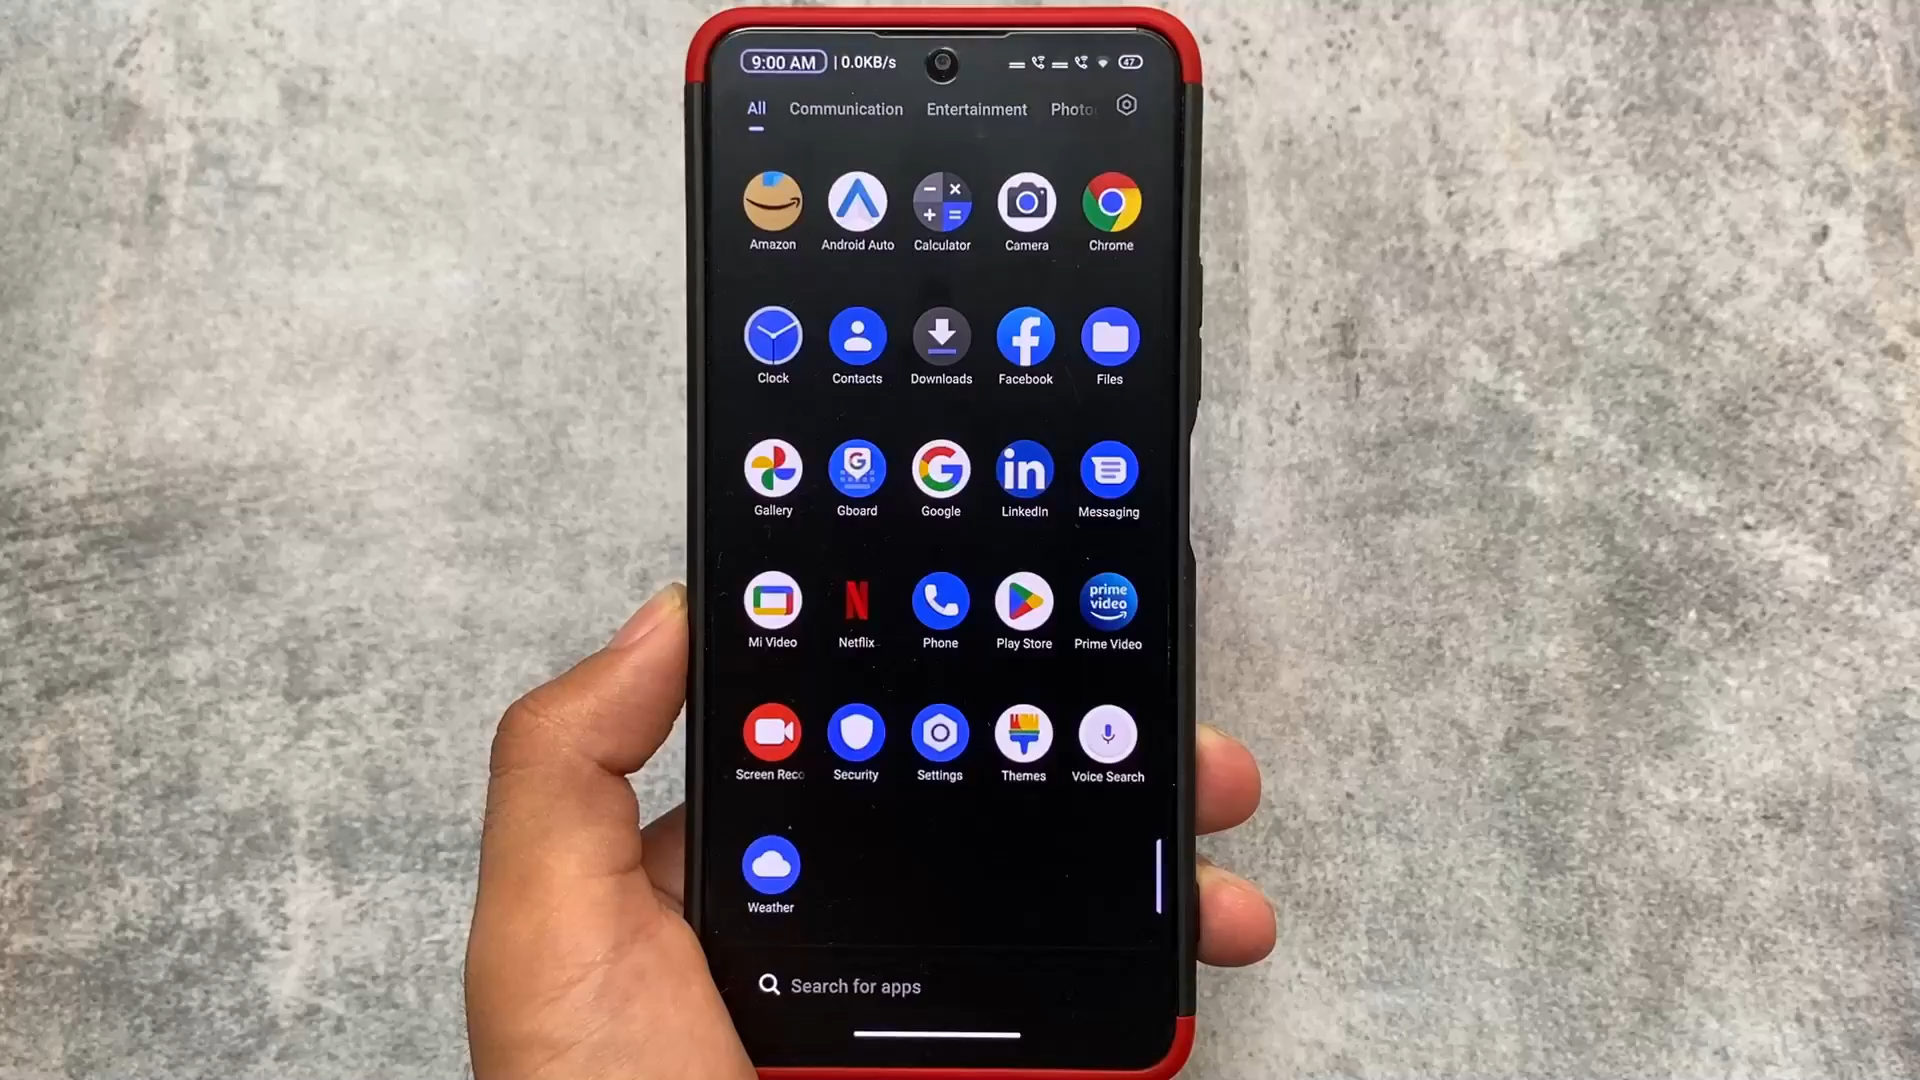 9:00 AM | 0.0KB/s 47
All Communication Entertainment Photo
Amazon Android Auto Calculator Camera Chrome
Clock Contacts Downloads Facebook Files
Gallery Gboard Google LinkedIn Messaging
prime
video
Mi Video Netflix Phone Play Store Prime Video
Screen Reco Security Settings Themes Voice Search
Weather
Search for apps